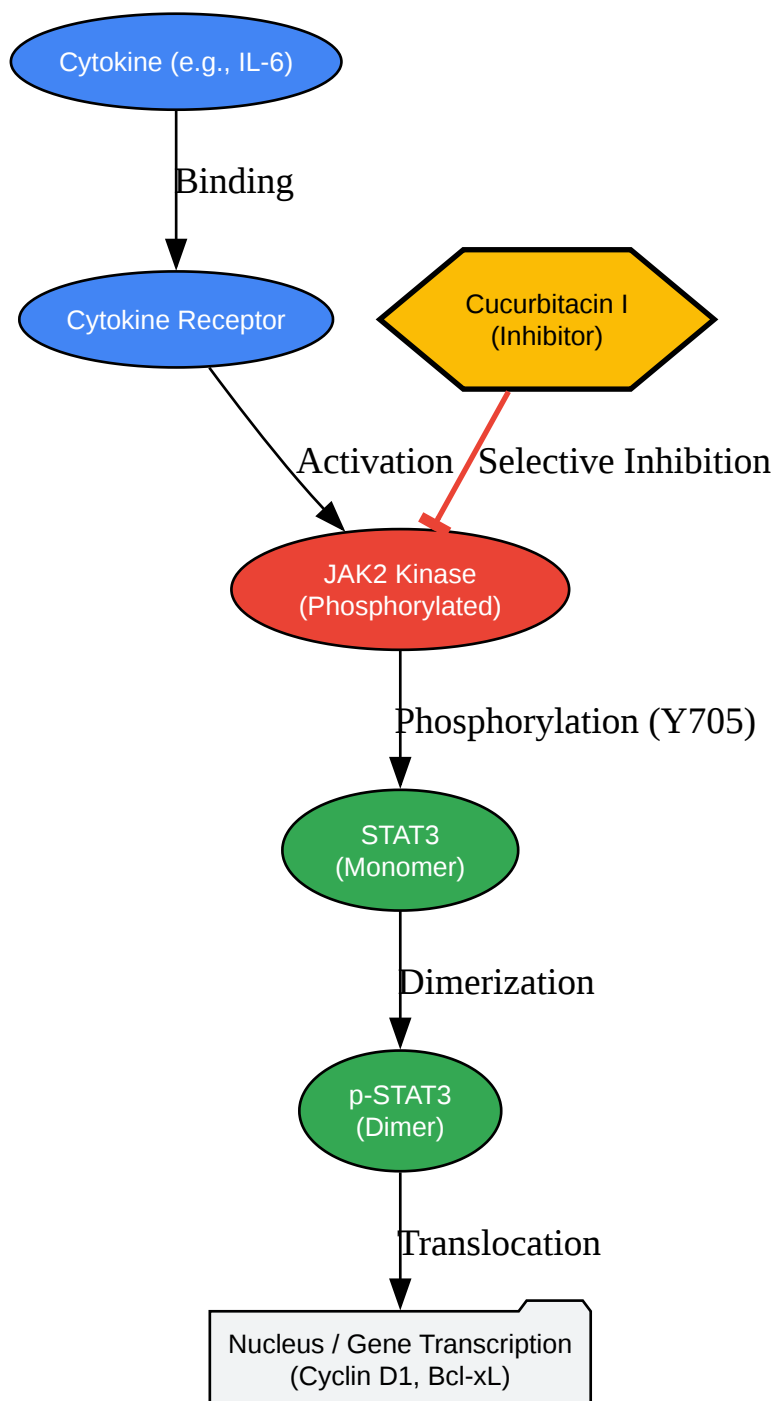 Cytokine (e.g., IL-6)
Binding
Cytokine Receptor
Cucurbitacin I
(Inhibitor)
Activation
Selective Inhibition
JAK2 Kinase
(Phosphorylated)
Phosphorylation (Y705)
STAT3
(Monomer)
Dimerization
p-STAT3
(Dimer)
Translocation
Nucleus / Gene Transcription
(Cyclin D1, Bcl-xL)